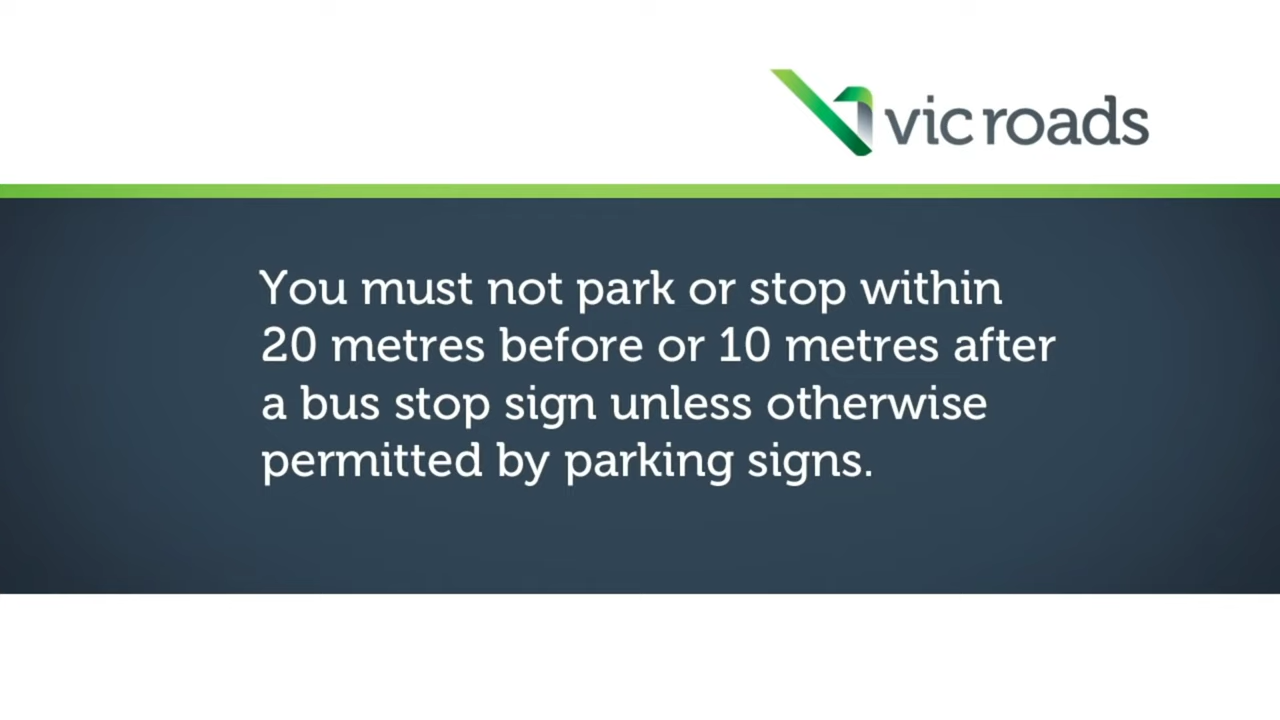 vic roads
You must not park or stop within
20 metres before or 10 metres after
a bus stop sign unless otherwise
permitted by parking signs.